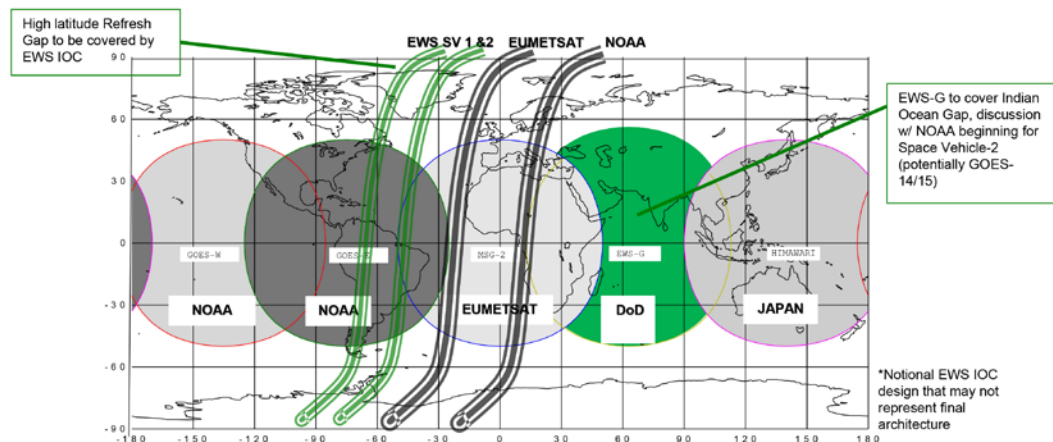 High latitude Refresh
Gap to be covered by
EWS IOC
EWS SV 1 &2 EUMETSAT NOAA
EWS-G to cover Indian
Ocean Gap, discussion
w/ NOAA beginning for
Space Vehicle-2
(potentially GOES-
14/15)
90
60
30
0
-30
-60
-90
GOES-W
GOES-E
MSG-2
EWS-G
HIMAWARI
NOAA
NOAA
EUMETSAT
DoD
JAPAN
*Notional EWS IOC
design that may not
represent final
architecture
-180 -150 -120 -90 -60 -30 0 30 60 90 120 150 180